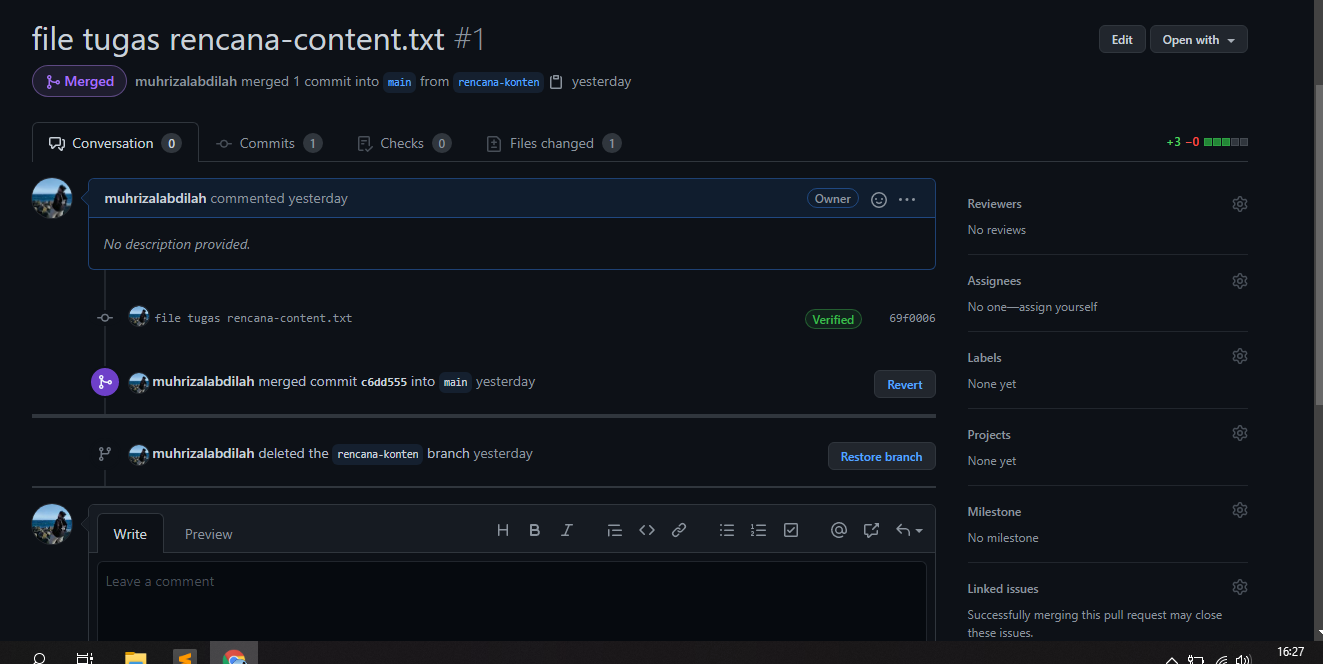 file tugas rencana-content.txt #1
Edit
Open with
Merged
muhrizalabdilah merged 1 commit into main from rencana-konten yesterday
Conversation 0
Commits 1
Checks 0
Files changed 1
+3 −0
muhrizalabdilah commented yesterday
Owner
No description provided.
file tugas rencana-content.txt
Verified
69f0006
muhrizalabdilah merged commit c6dd555 into main yesterday
Revert
muhrizalabdilah deleted the rencana-konten branch yesterday
Restore branch
Write
Preview
Leave a comment
Reviewers
No reviews
Assignees
No one—assign yourself
Labels
None yet
Projects
None yet
Milestone
No milestone
Linked issues
Successfully merging this pull request may close
these issues.
16:27